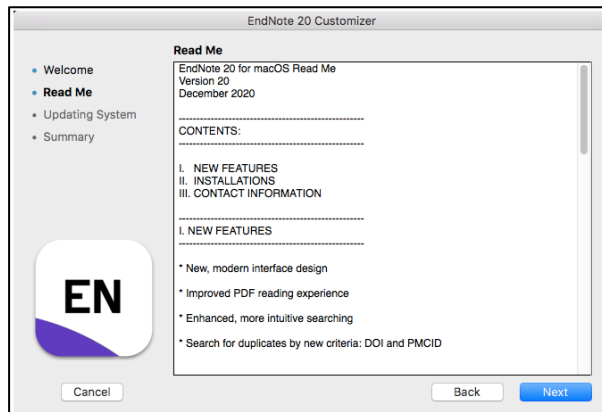 EndNote 20 Customizer
Read Me
• Welcome
• Read Me
• Updating System
• Summary
EndNote 20 for macOS Read Me
Version 20
December 2020
----------------------------------------------------
CONTENTS:
----------------------------------------------------
I. NEW FEATURES
II. INSTALLATIONS
III. CONTACT INFORMATION
----------------------------------------------------
I. NEW FEATURES
----------------------------------------------------
* New, modern interface design
* Improved PDF reading experience
* Enhanced, more intuitive searching
* Search for duplicates by new criteria: DOI and PMCID
EN
Cancel
Back
Next